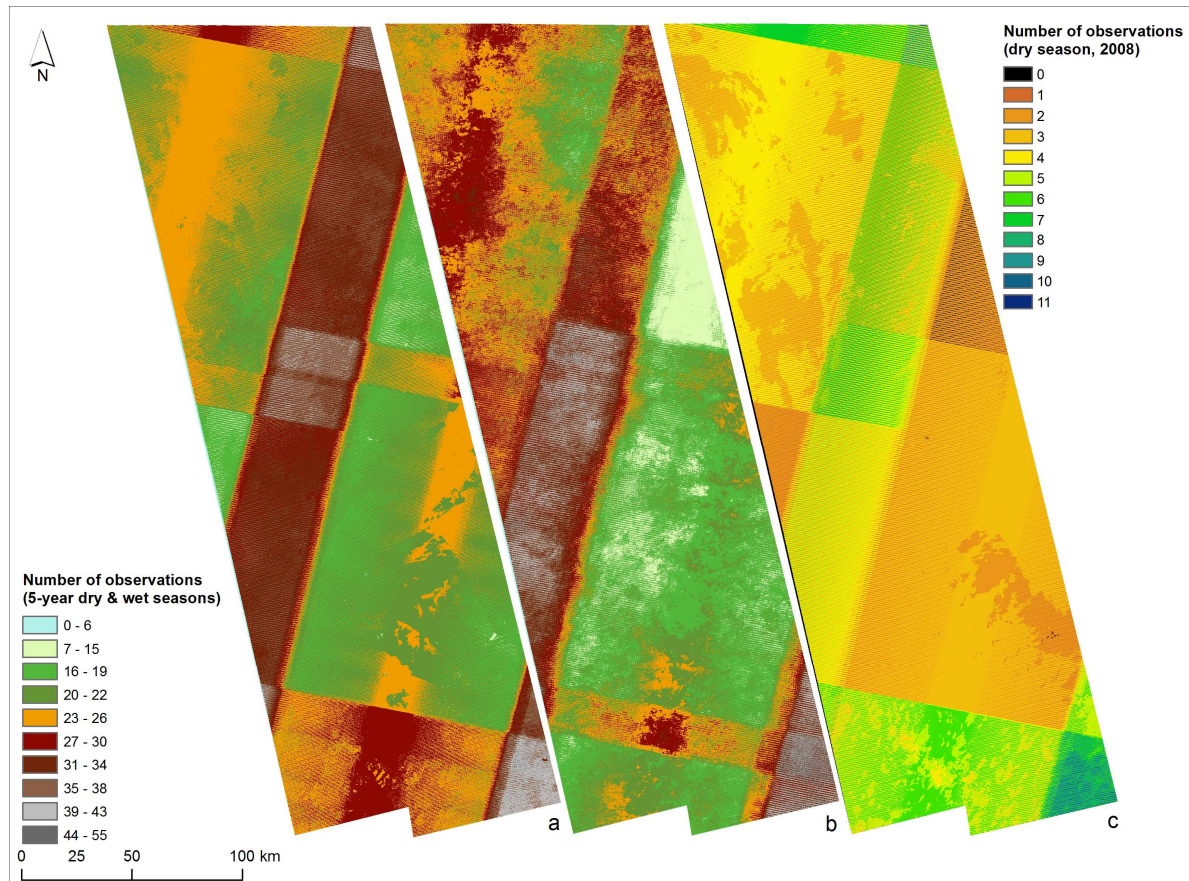 N
Number of observations
(dry season, 2008)
0
1
2
3
4
5
6
7
8
9
10
11
Number of observations
(5-year dry & wet seasons)
0 - 6
7 - 15
16 - 19
20 - 22
23 - 26
27 - 30
31 - 34
35 - 38
39 - 43
44 - 55
0 25 50 100 km
a
b
c